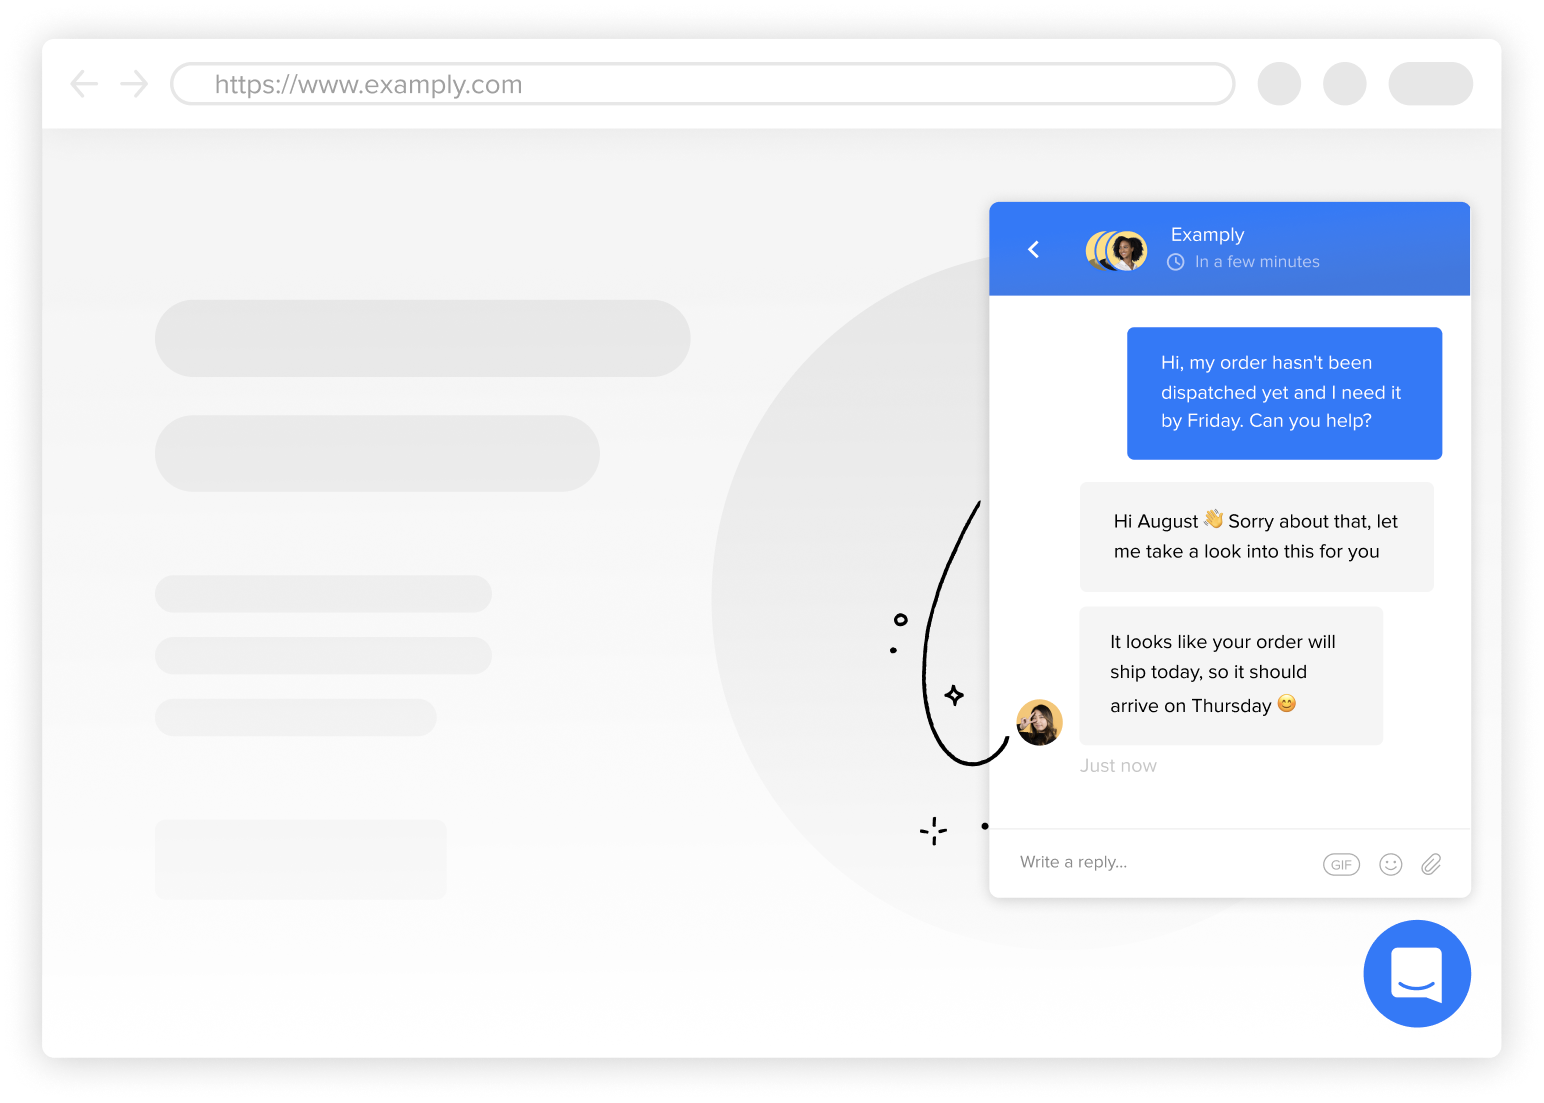 https://www.examply.com
Examply
In a few minutes
Hi, my order hasn't been
dispatched yet and I need it
by Friday. Can you help?
Hi August 👋 Sorry about that, let
me take a look into this for you
It looks like your order will
ship today, so it should
arrive on Thursday 😊
Just now
Write a reply...
GIF